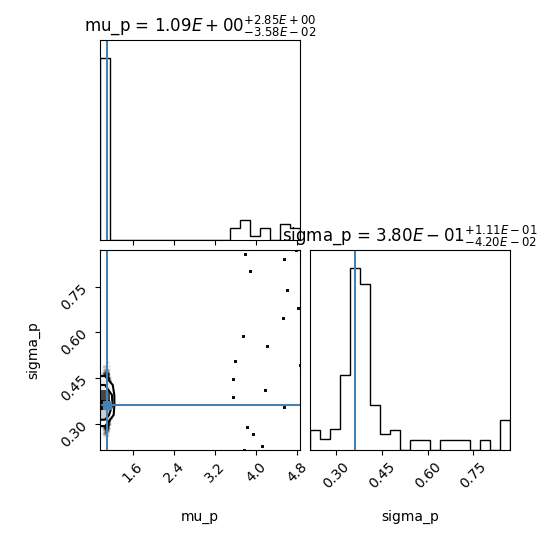 mu_p = 1.09E + 00+2.85E + 00 −3.58E − 02
sigma_p = 3.80E − 01+1.11E − 01 −4.20E − 02
sigma_p
0.75
0.60
0.45
0.30
1.6 2.4 3.2 4.0 4.8
0.30 0.45 0.60 0.75
mu_p
sigma_p